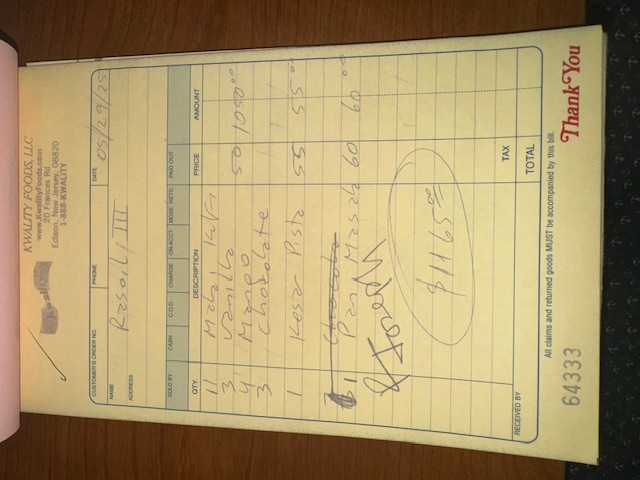 KWALITY FOODS, LLC
Kwality
www.KwalityFoods.com
20 Frances Rd
Edison, New Jersey, 08820
1-888-KWALITY
CUSTOMER'S ORDER NO. PHONE DATE 05/29/25
NAME Rasoi, III
ADDRESS
SOLD BY CASH C.O.D. CHARGE ON ACCT. MDSE. RETD. PAID OUT
QTY. DESCRIPTION PRICE AMOUNT
11 Malai
3 Vanilla
4 Mango 50 1050 00
3 Chocolate
1 Kesar Pista 55 55 00
1 Pan Masala 60 60 00
Joseph
$1165 00
TAX
RECEIVED BY
TOTAL
All claims and returned goods MUST be accompanied by this bill.
64333 Thank You